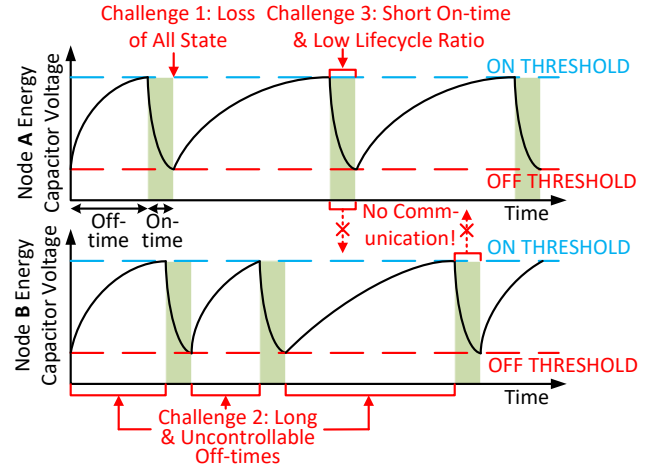 Challenge 1: Loss
of All State
Challenge 3: Short On-time
& Low Lifecycle Ratio
Node A Energy
Capacitor Voltage
ON THRESHOLD
OFF THRESHOLD
Time
Off-
time
On-
time
No Comm-
unication!
Node B Energy
Capacitor Voltage
ON THRESHOLD
OFF THRESHOLD
Time
Challenge 2: Long
& Uncontrollable
Off-times